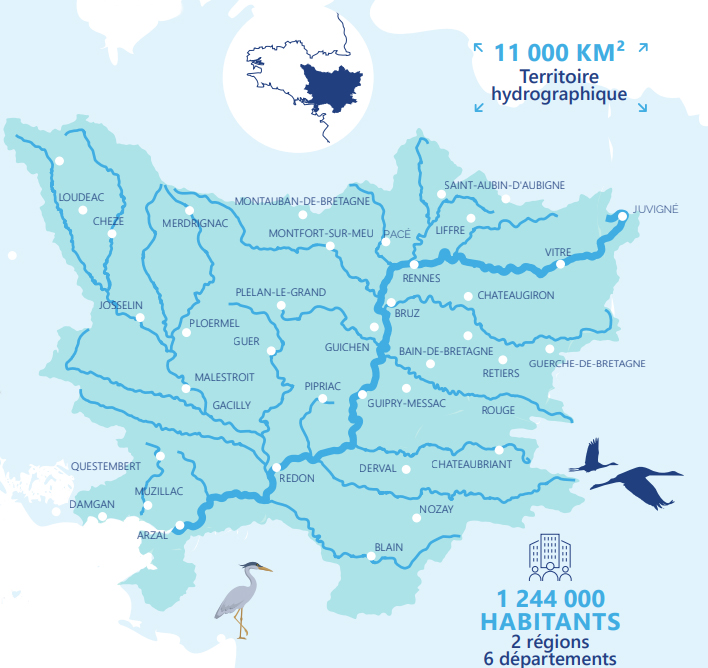 11 000 KM²
Territoire
hydrographique
SAINT-AUBIN-D'AUBIGNE
LOUDEAC
MONTAUBAN-DE-BRETAGNE
JUVIGNÉ
CHEZE
MERDRIGNAC
MONTFORT-SUR-MEU
PACÉ
LIFFRE
VITRE
RENNES
PLELAN-LE-GRAND
CHATEAUGIRON
JOSSELIN
BRUZ
PLOERMEL
GUER
GUICHEN
BAIN-DE-BRETAGNE
GUERCHE-DE-BRETAGNE
RETIERS
MALESTROIT
PIPRIAC
GACILLY
GUIPRY-MESSAC
ROUGE
QUESTEMBERT
DERVAL
CHATEAUBRIANT
REDON
MUZILLAC
DAMGAN
NOZAY
ARZAL
BLAIN
1 244 000
HABITANTS
2 régions
6 départements